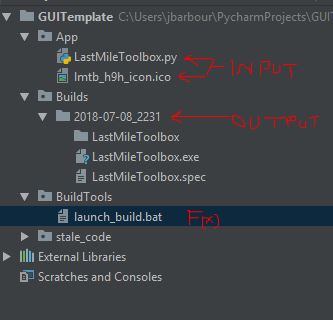 GUITemplate C:\Users\jbarbour\PycharmProjects\GUITempl
App
LastMileToolbox.py
lmtb_h9h_icon.ico
INPUT
Builds
2018-07-08_2231
OUTPUT
LastMileToolbox
LastMileToolbox.exe
LastMileToolbox.spec
BuildTools
launch_build.bat F(x)
stale_code
External Libraries
Scratches and Consoles